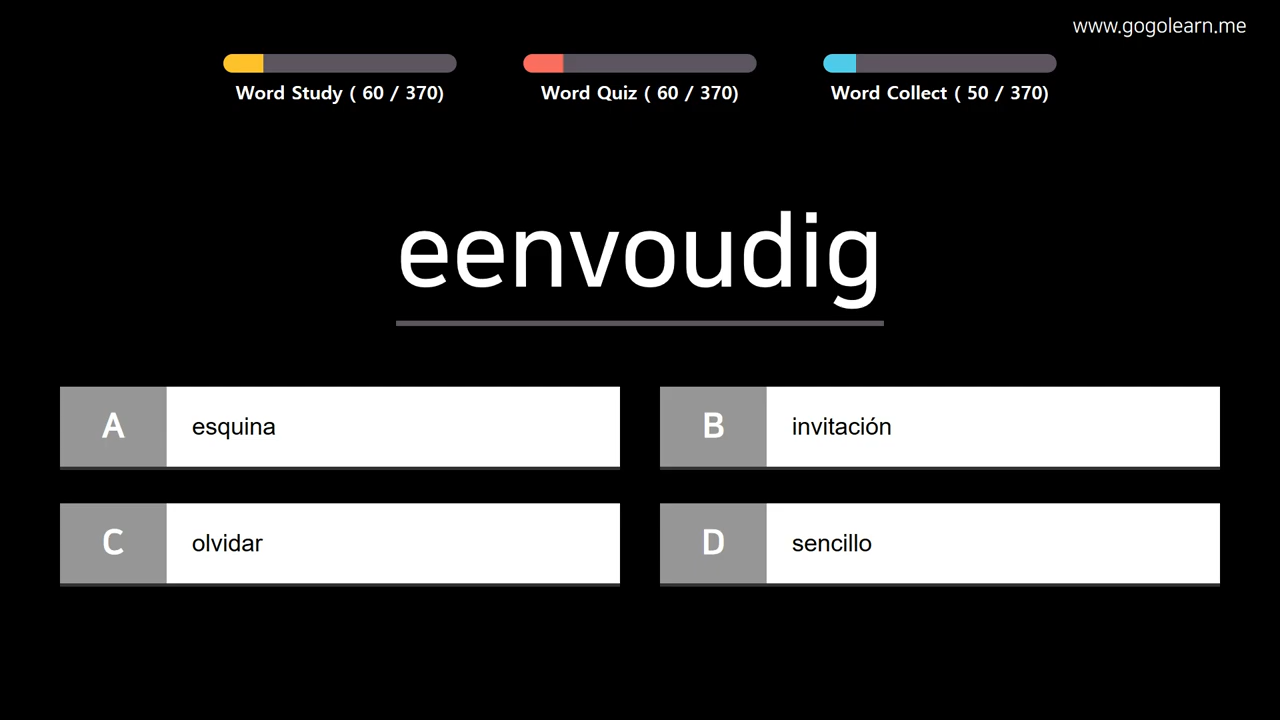 www.gogolearn.me
Word Study ( 60 / 370)
Word Quiz ( 60 / 370)
Word Collect ( 50 / 370)
eenvoudig
A esquina
B invitación
C olvidar
D sencillo